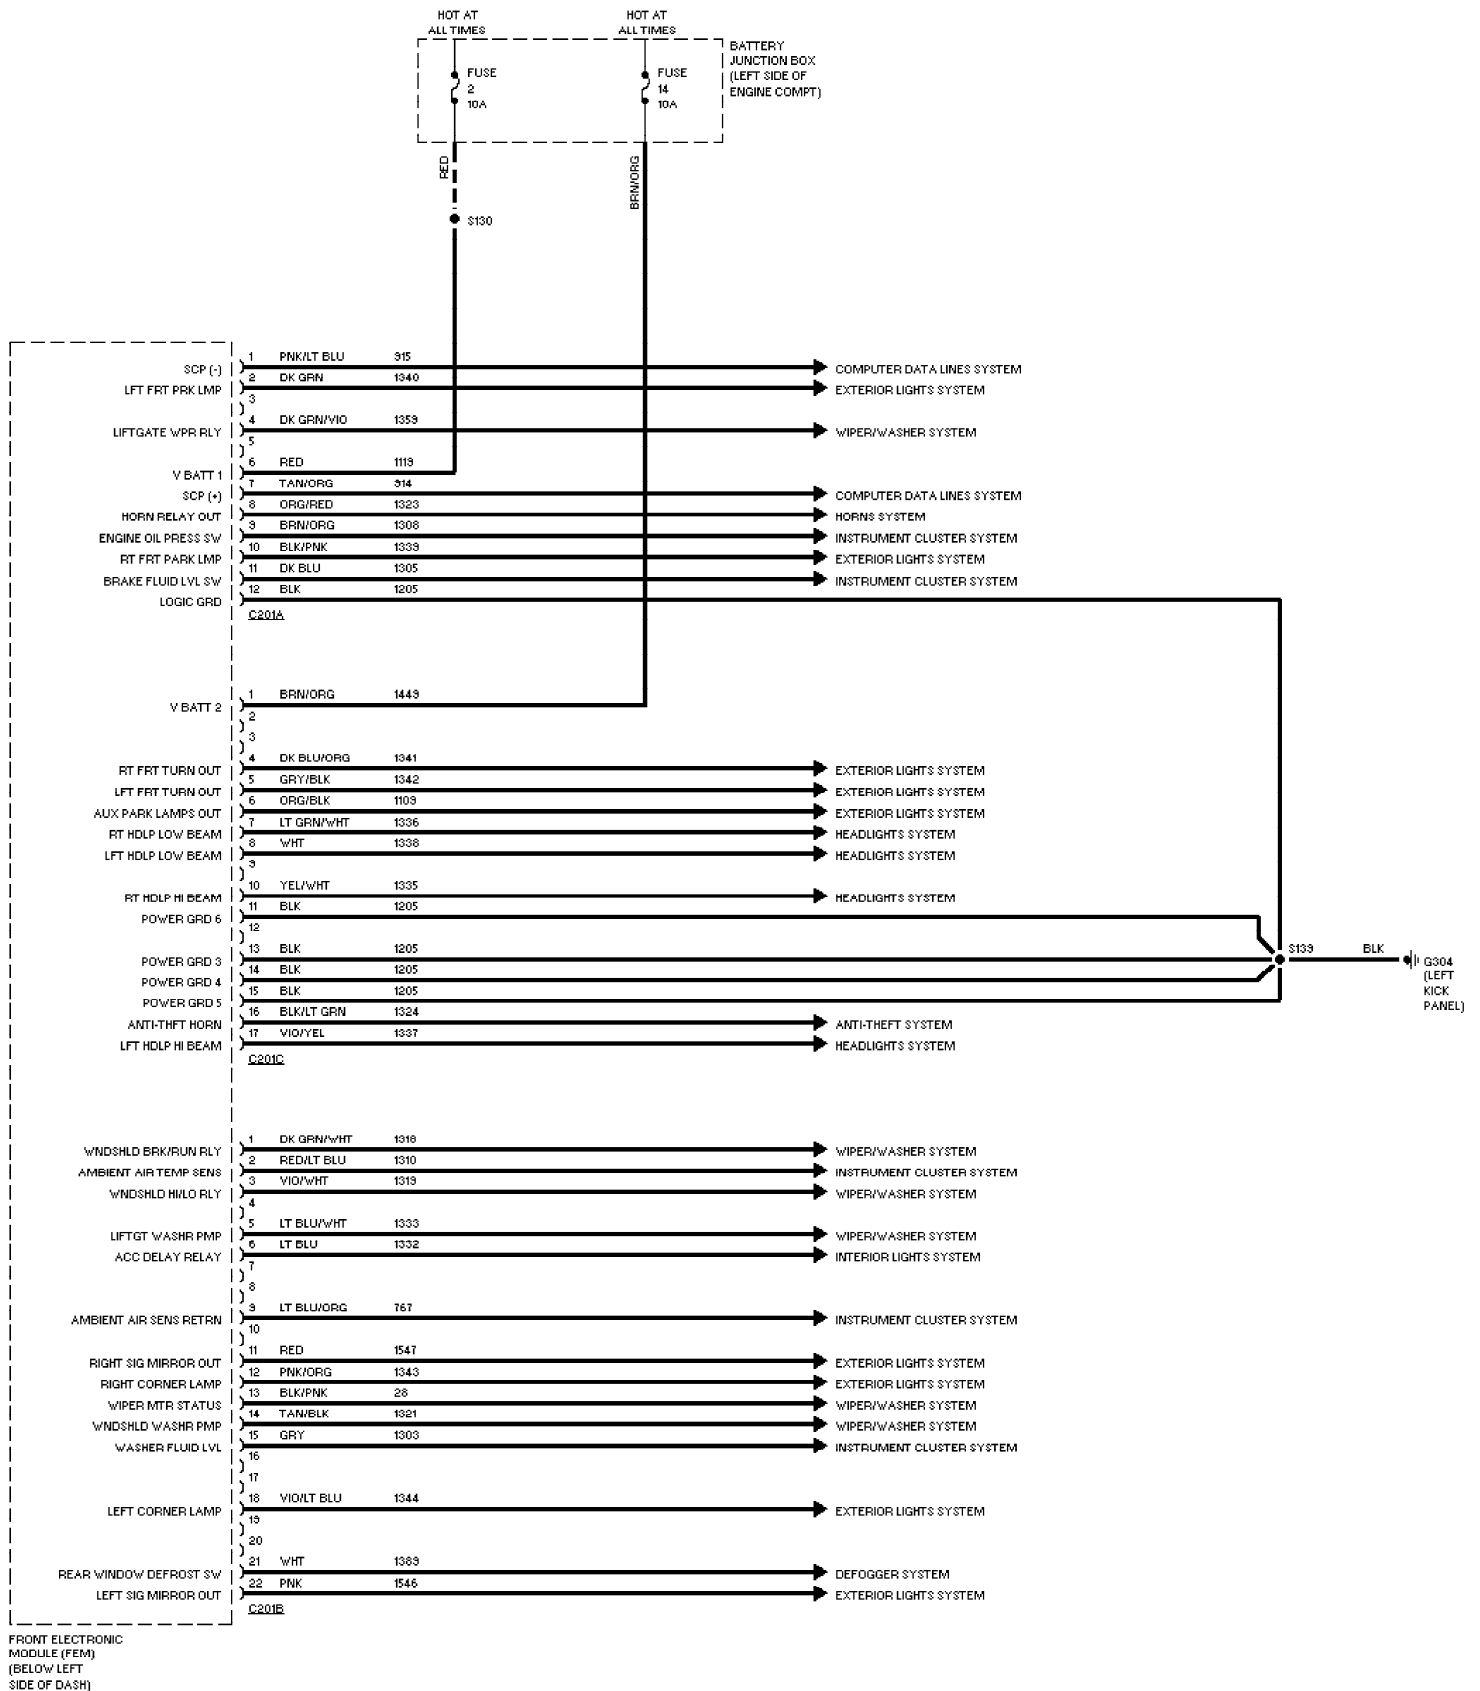 HOT AT
ALL TIMES
HOT AT
ALL TIMES
BATTERY
JUNCTION BOX
(LEFT SIDE OF
ENGINE COMPT)
FUSE
2
10A
FUSE
14
10A
RED
BRN/ORG
S130
SCP (-) 1 PNK/LT BLU 915 COMPUTER DATA LINES SYSTEM
LFT FRT PRK LMP 2 DK GRN 1340 EXTERIOR LIGHTS SYSTEM
3
LIFTGATE WPR RLY 4 DK GRN/VIO 1359 WIPER/WASHER SYSTEM
5
V BATT 1 6 RED 1119
SCP (+) 7 TAN/ORG 914 COMPUTER DATA LINES SYSTEM
HORN RELAY OUT 8 ORG/RED 1323 HORNS SYSTEM
ENGINE OIL PRESS SW 9 BRN/ORG 1308 INSTRUMENT CLUSTER SYSTEM
RT FRT PARK LMP 10 BLK/PNK 1339 EXTERIOR LIGHTS SYSTEM
BRAKE FLUID LVL SW 11 DK BLU 1305 INSTRUMENT CLUSTER SYSTEM
LOGIC GRD 12 BLK 1205
C201A
V BATT 2 1 BRN/ORG 1449
2
3
RT FRT TURN OUT 4 DK BLU/ORG 1341 EXTERIOR LIGHTS SYSTEM
LFT FRT TURN OUT 5 GRY/BLK 1342 EXTERIOR LIGHTS SYSTEM
AUX PARK LAMPS OUT 6 ORG/BLK 1109 EXTERIOR LIGHTS SYSTEM
RT HDLP LOW BEAM 7 LT GRN/WHT 1336 HEADLIGHTS SYSTEM
LFT HDLP LOW BEAM 8 WHT 1338 HEADLIGHTS SYSTEM
9
RT HDLP HI BEAM 10 YEL/WHT 1335 HEADLIGHTS SYSTEM
POWER GRD 6 11 BLK 1205
12
POWER GRD 3 13 BLK 1205 S139 BLK G304
(LEFT
KICK
PANEL)
POWER GRD 4 14 BLK 1205
POWER GRD 5 15 BLK 1205
ANTI-THFT HORN 16 BLK/LT GRN 1324 ANTI-THEFT SYSTEM
LFT HDLP HI BEAM 17 VIO/YEL 1337 HEADLIGHTS SYSTEM
C201C
WNDSHLD BRK/RUN RLY 1 DK GRN/WHT 1318 WIPER/WASHER SYSTEM
AMBIENT AIR TEMP SENS 2 RED/LT BLU 1310 INSTRUMENT CLUSTER SYSTEM
WNDSHLD HI/LO RLY 3 VIO/WHT 1319 WIPER/WASHER SYSTEM
4
LIFTGT WASHR PMP 5 LT BLU/WHT 1333 WIPER/WASHER SYSTEM
ACC DELAY RELAY 6 LT BLU 1332 INTERIOR LIGHTS SYSTEM
7
8
AMBIENT AIR SENS RETRN 9 LT BLU/ORG 767 INSTRUMENT CLUSTER SYSTEM
10
RIGHT SIG MIRROR OUT 11 RED 1547 EXTERIOR LIGHTS SYSTEM
RIGHT CORNER LAMP 12 PNK/ORG 1343 EXTERIOR LIGHTS SYSTEM
WIPER MTR STATUS 13 BLK/PNK 28 WIPER/WASHER SYSTEM
WNDSHLD WASHR PMP 14 TAN/BLK 1321 WIPER/WASHER SYSTEM
WASHER FLUID LVL 15 GRY 1303 INSTRUMENT CLUSTER SYSTEM
16
17
LEFT CORNER LAMP 18 VIO/LT BLU 1344 EXTERIOR LIGHTS SYSTEM
19
20
REAR WINDOW DEFROST SW 21 WHT 1389 DEFOGGER SYSTEM
LEFT SIG MIRROR OUT 22 PNK 1546 EXTERIOR LIGHTS SYSTEM
C201B
FRONT ELECTRONIC
MODULE (FEM)
(BELOW LEFT
SIDE OF DASH)